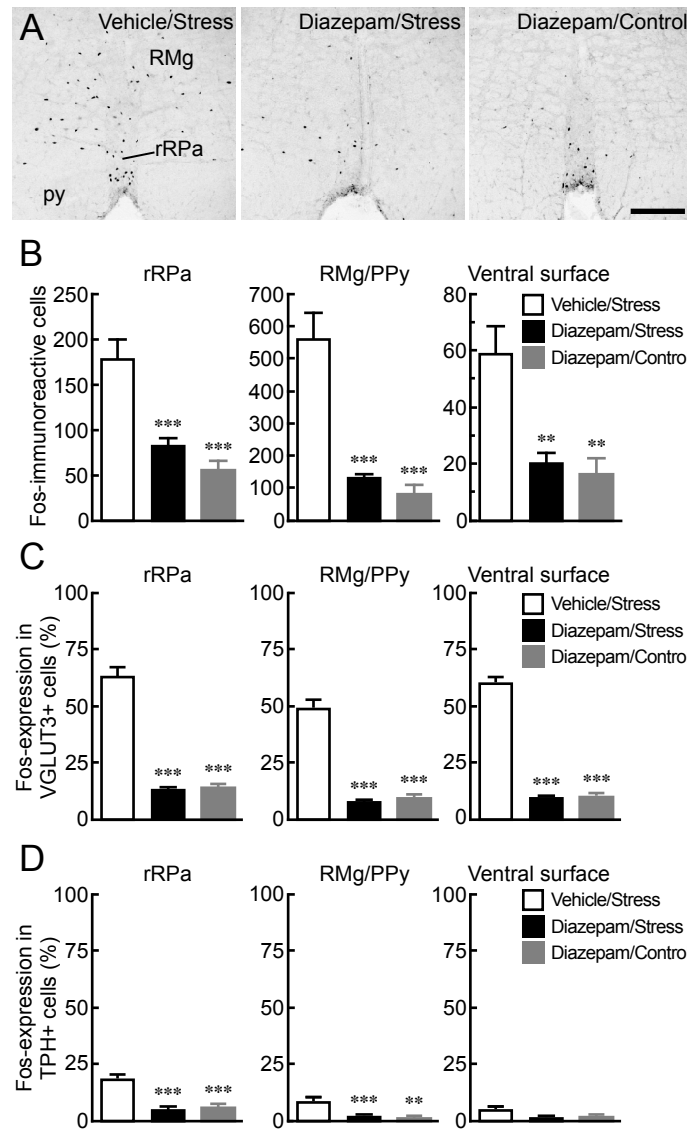 A
Vehicle/Stress
Diazepam/Stress
Diazepam/Control
RMg
rRPa
py
B
rRPa
RMg/PPy
Ventral surface
Fos-immunoreactive cells
250
200
150
100
50
0
***
***
700
600
500
400
300
200
100
0
***
***
80
60
40
20
0
**
**
Vehicle/Stress
Diazepam/Stress
Diazepam/Contro
C
rRPa
RMg/PPy
Ventral surface
Fos-expression in
VGLUT3+ cells (%)
100
75
50
25
0
***
***
100
75
50
25
0
***
***
100
75
50
25
0
***
***
Vehicle/Stress
Diazepam/Stress
Diazepam/Contro
D
rRPa
RMg/PPy
Ventral surface
Fos-expression in
TPH+ cells (%)
100
75
50
25
0
***
***
100
75
50
25
0
***
**
100
75
50
25
0
Vehicle/Stress
Diazepam/Stress
Diazepam/Contro